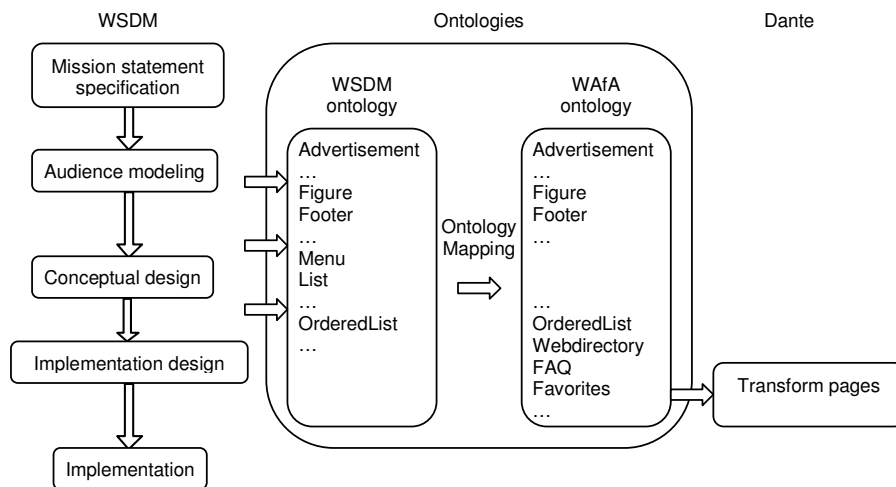 WSDM
Ontologies
Dante
Mission statement
specification
Audience modeling
Conceptual design
Implementation design
Implementation
WSDM
ontology
Advertisement
…
Figure
Footer
…
Menu
List
…
OrderedList
…
Ontology
Mapping
WAfA
ontology
Advertisement
…
Figure
Footer
…
…
OrderedList
Webdirectory
FAQ
Favorites
…
Transform pages